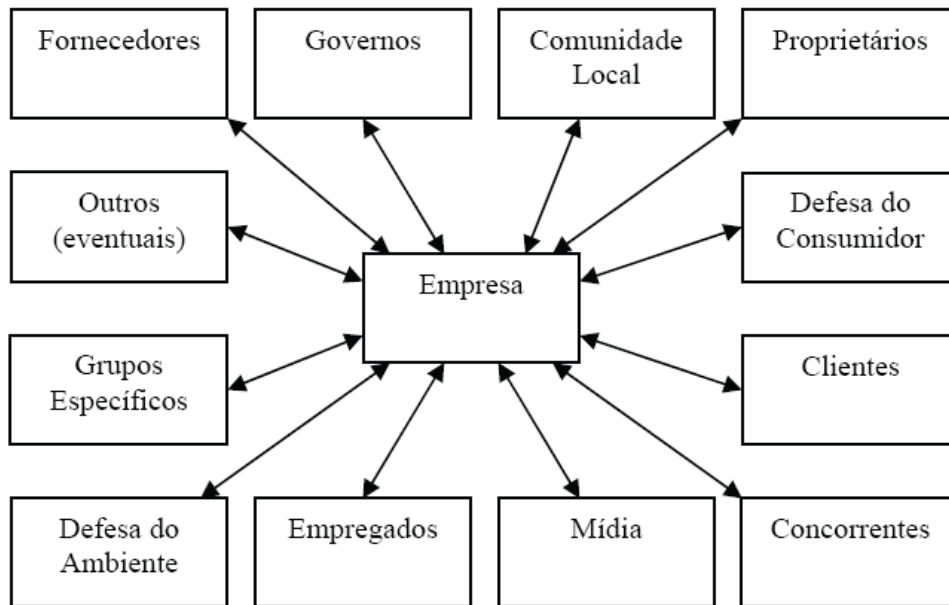 Fornecedores
Governos
Comunidade
Local
Proprietários
Outros
(eventuais)
Defesa do
Consumidor
Empresa
Grupos
Específicos
Clientes
Defesa do
Ambiente
Empregados
Mídia
Concorrentes